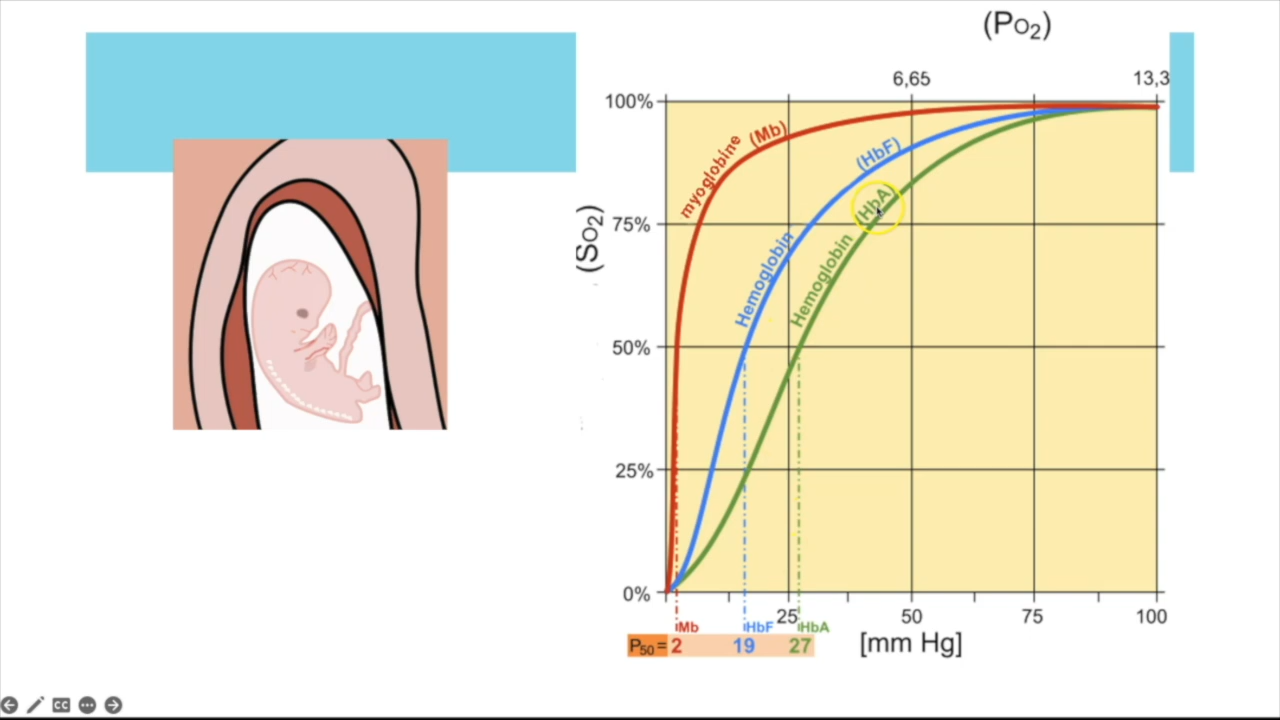 (PO₂)
6,65
13,3
100%
75%
50%
25%
0%
(SO₂)
myoglobine (Mb)
Hemoglobin (HbF)
Hemoglobin (HbA)
25
50
75
100
Mb
HbF
HbA
P₅₀ = 2 19 27
[mm Hg]
CC